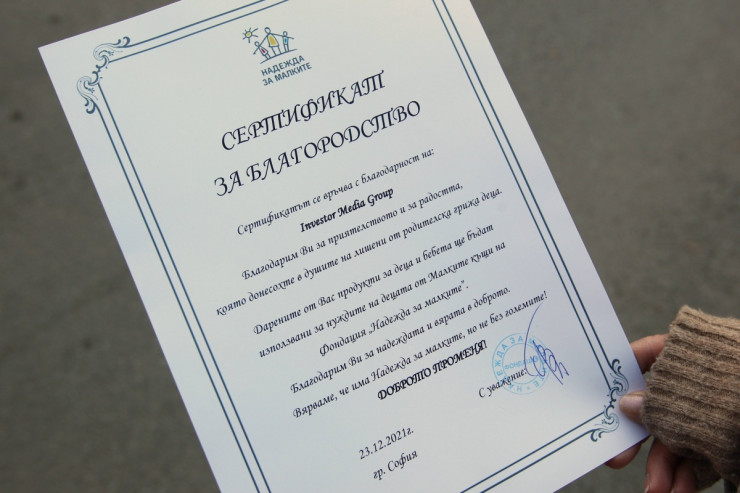 НАДЕЖДА
ЗА МАЛКИТЕ
СЕРТИФИКАТ
ЗА БЛАГОРОДСТВО
Сертификатът се връчва с благодарност на:
Investor Media Group
Благодарим Ви за приятелството и за радостта,
която донесохте в душите на лишени от родителска грижа деца.
Дарените от Вас продукти за деца и бебета ще бъдат
използвани за нуждите на децата от Малките къщи на
Фондация „Надежда за малките“.
Благодарим Ви за надеждата и вярата в доброто.
Вярваме, че има Надежда за малките, но не без големите!
ДОБРОТО ПРОМЕНЯ!
С уважение:
23.12.2021г.
гр. София